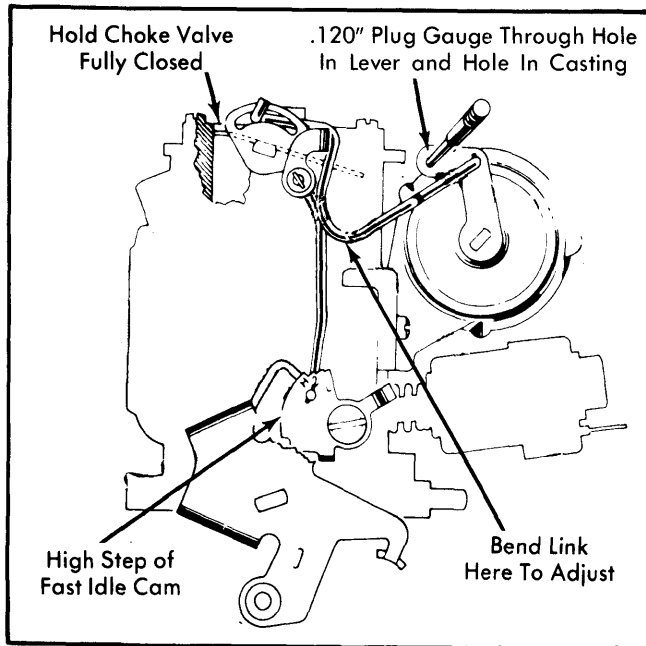 Hold Choke Valve
Fully Closed
.120" Plug Gauge Through Hole
In Lever and Hole In Casting
High Step of
Fast Idle Cam
Bend Link
Here To Adjust